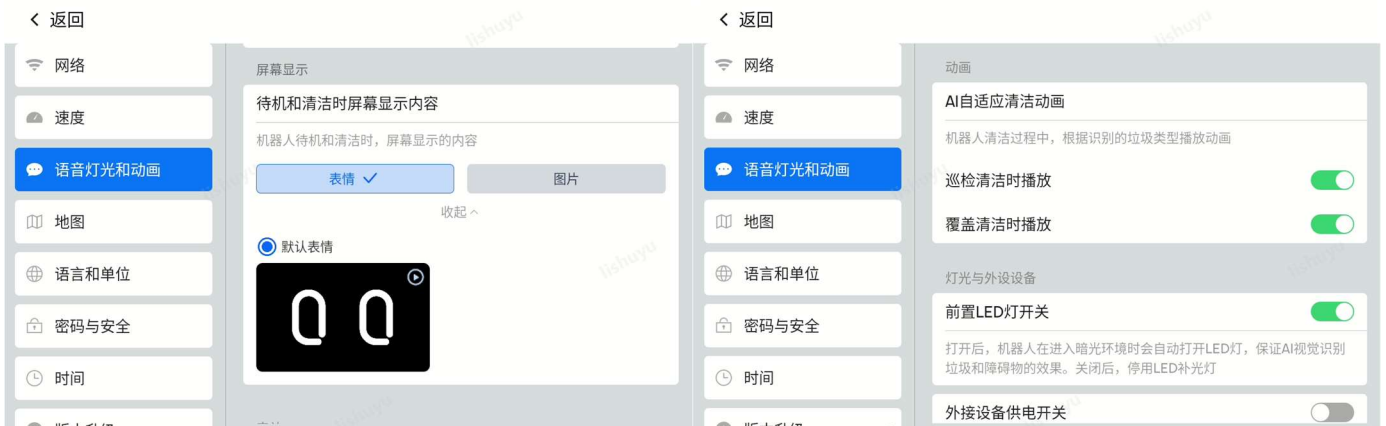 返回
网络
速度
语音灯光和动画
地图
语言和单位
密码与安全
时间
屏幕显示
待机和清洁时屏幕显示内容
机器人待机和清洁时，屏幕显示的内容
表情
图片
收起
默认表情
返回
网络
速度
语音灯光和动画
地图
语言和单位
密码与安全
时间
动画
AI自适应清洁动画
机器人清洁过程中，根据识别的垃圾类型播放动画
巡检清洁时播放
覆盖清洁时播放
灯光与外设设备
前置LED灯开关
打开后，机器人在进入暗光环境时会自动打开LED灯，保证AI视觉识别
垃圾和障碍物的效果。关闭后，停用LED补光灯
外接设备供电开关
lishuyu
lishuyu
lishuyu
lishuyu